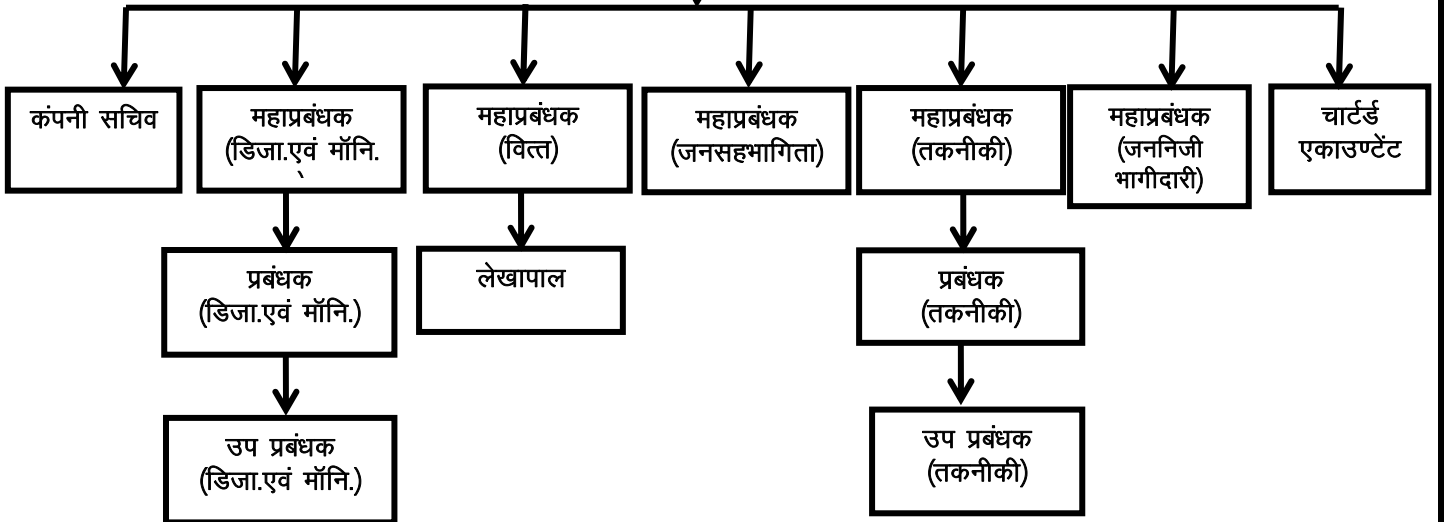 कंपनी सचिव
महाप्रबंधक
(डिजा.एवं मॉनि.
)
महाप्रबंधक
(वित्त)
महाप्रबंधक
(जनसहभागिता)
महाप्रबंधक
(तकनीकी)
महाप्रबंधक
(जननिजी
भागीदारी)
चार्टर्ड
एकाउण्टेंट
प्रबंधक
(डिजा.एवं मॉनि.)
लेखापाल
प्रबंधक
(तकनीकी)
उप प्रबंधक
(डिजा.एवं मॉनि.)
उप प्रबंधक
(तकनीकी)